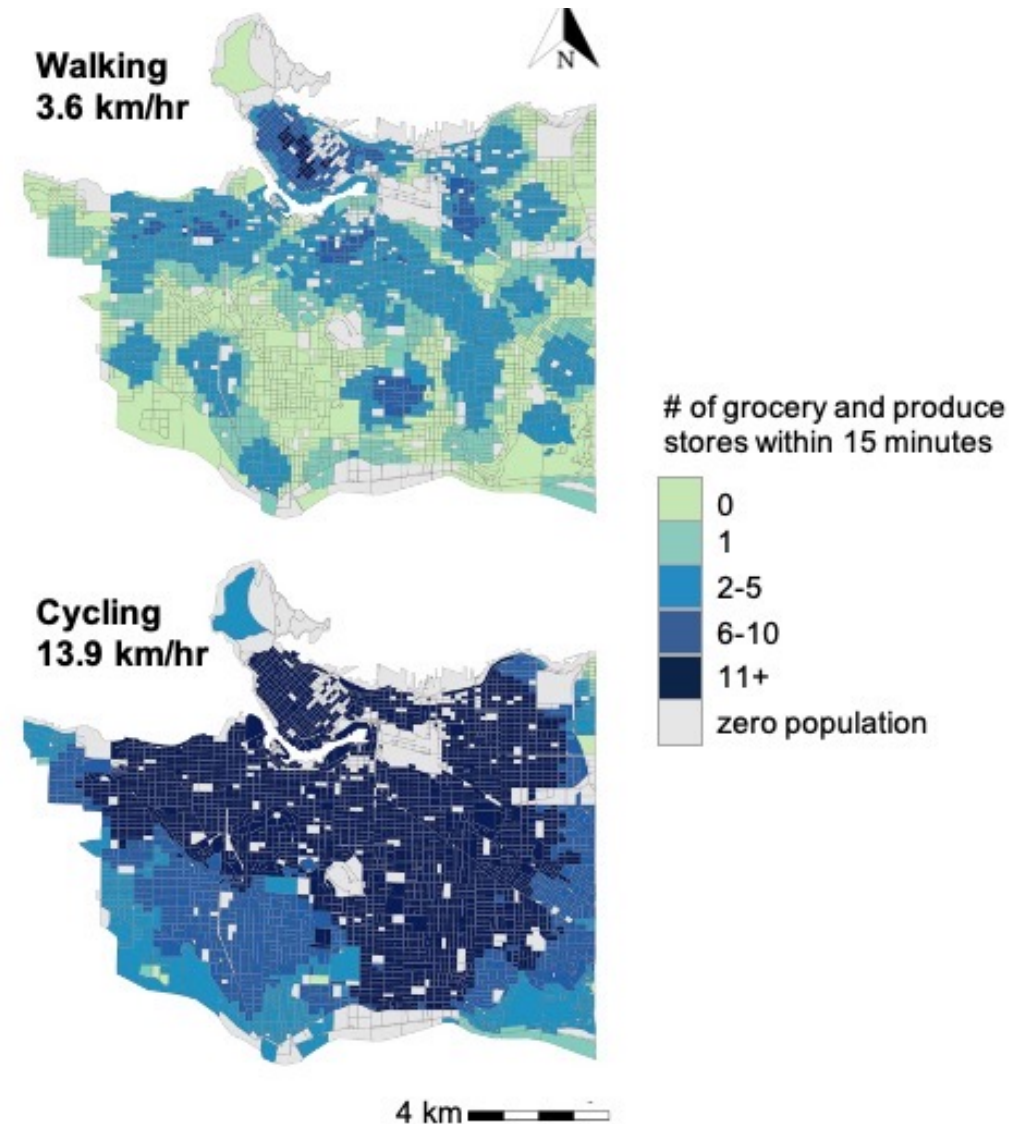 Walking
3.6 km/hr
N
# of grocery and produce
stores within 15 minutes
0
1
2-5
6-10
11+
zero population
Cycling
13.9 km/hr
4 km